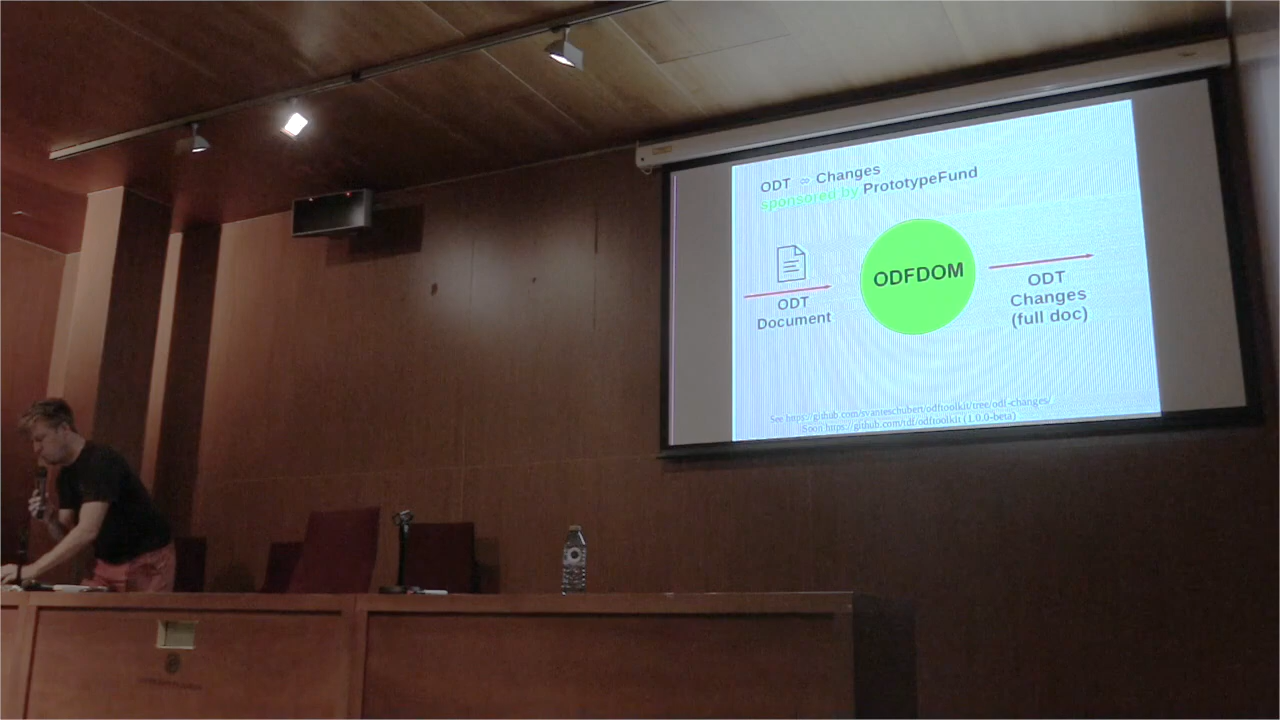 ODT ∞ Changes
sponsored by PrototypeFund
ODFDOM
ODT
Document
ODT
Changes
(full doc)
See https://github.com/svanteschubert/odftoolkit/tree/odf-changes/
Soon https://github.com/tdf/odftoolkit (1.0.0-beta)